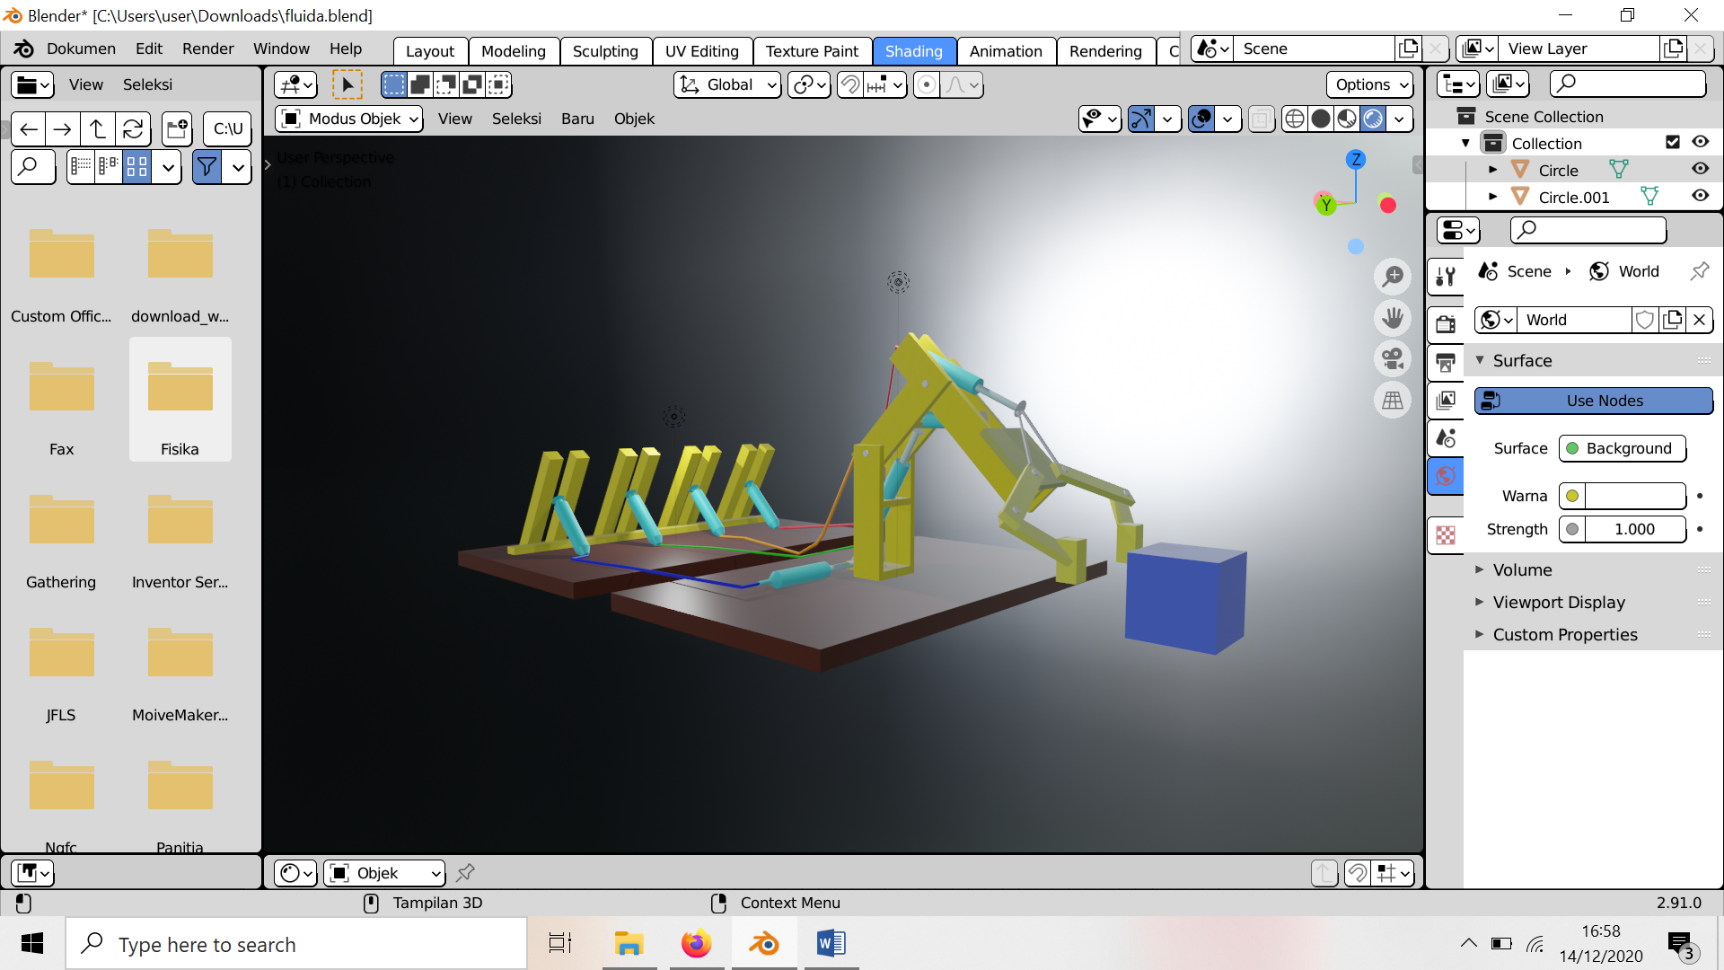 Blender* [C:\Users\user\Downloads\fluida.blend]
Dokumen Edit Render Window Help
Layout Modeling Sculpting UV Editing Texture Paint Shading Animation Rendering C
Scene
View Layer
View Seleksi
Global
Options
Modus Objek View Seleksi Baru Objek
C:\U
User Perspective
(1) Collection
Z
Y
Custom Offic...
download_w...
Fax
Fisika
Gathering
Inventor Ser...
JFLS
MoiveMaker...
Ngfc
Panitia
Scene Collection
Collection
Circle
Circle.001
Scene World
World
Surface
Use Nodes
Surface Background
Warna
Strength 1.000
Volume
Viewport Display
Custom Properties
Objek
Tampilan 3D
Context Menu
2.91.0
Type here to search
16:58
14/12/2020
3